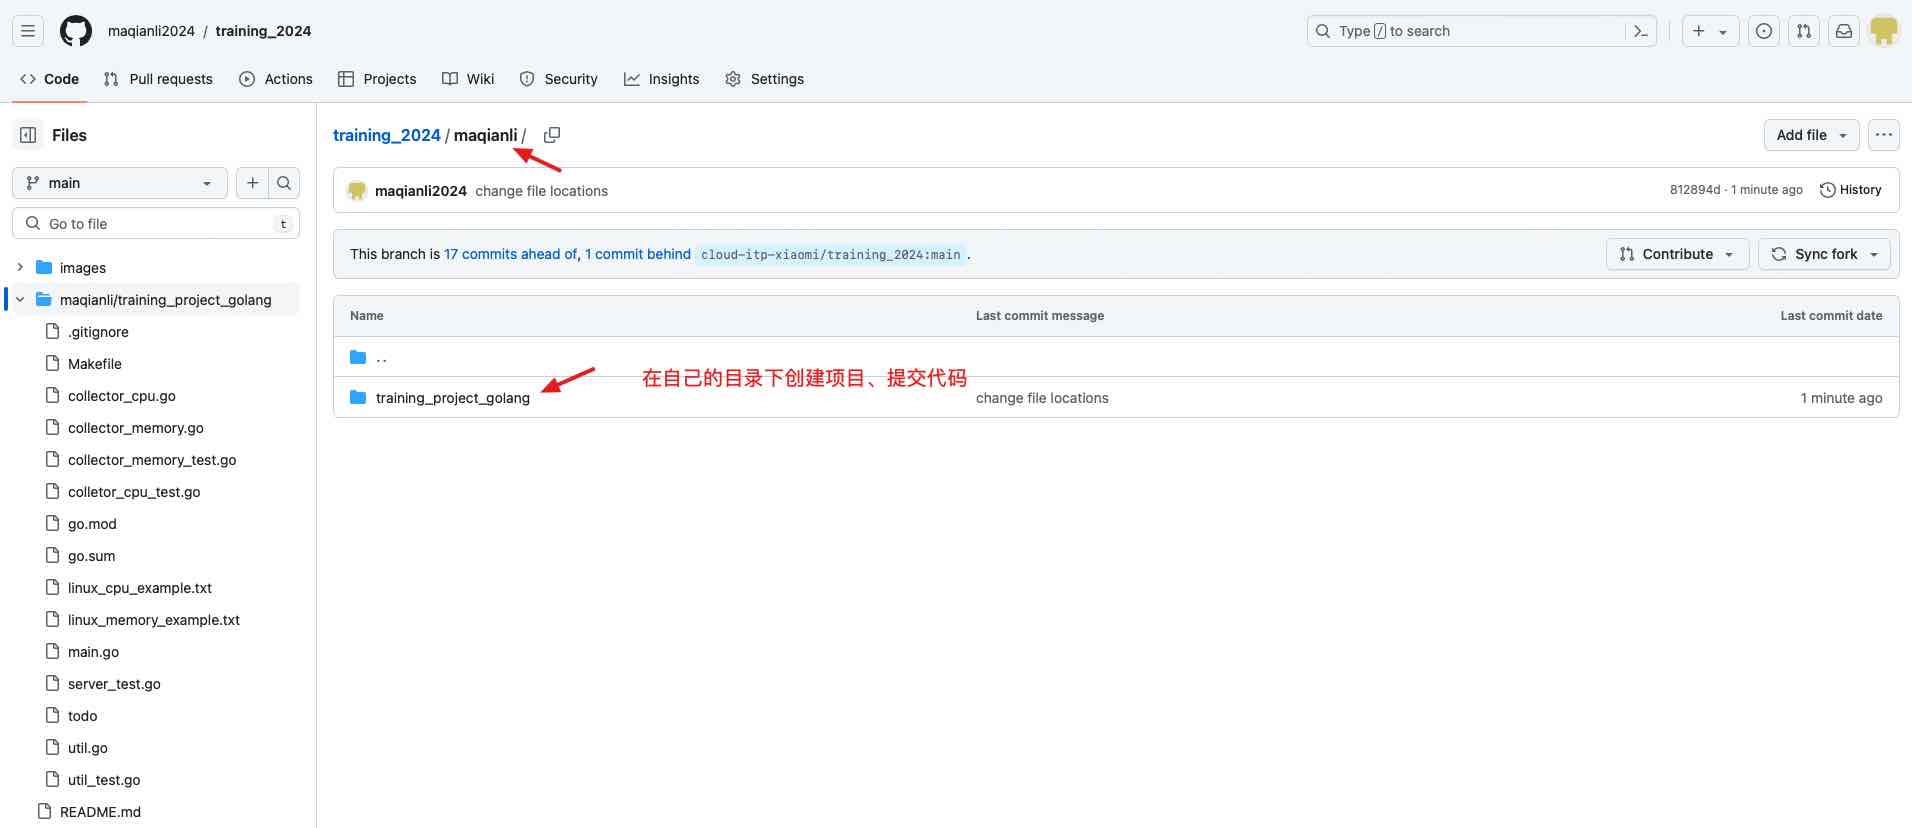 maqianli2024 / training_2024
Type / to search
Code Pull requests Actions Projects Wiki Security Insights Settings
Files
main
Go to file t
images
maqianli/training_project_golang
.gitignore
Makefile
collector_cpu.go
collector_memory.go
collector_memory_test.go
colletor_cpu_test.go
go.mod
go.sum
linux_cpu_example.txt
linux_memory_example.txt
main.go
server_test.go
todo
util.go
util_test.go
README.md
training_2024 / maqianli /
Add file
maqianli2024 change file locations 812894d · 1 minute ago History
This branch is 17 commits ahead of, 1 commit behind cloud-itp-xiaomi/training_2024:main .
Contribute Sync fork
Name Last commit message Last commit date
..
在自己的目录下创建项目、提交代码
training_project_golang change file locations 1 minute ago